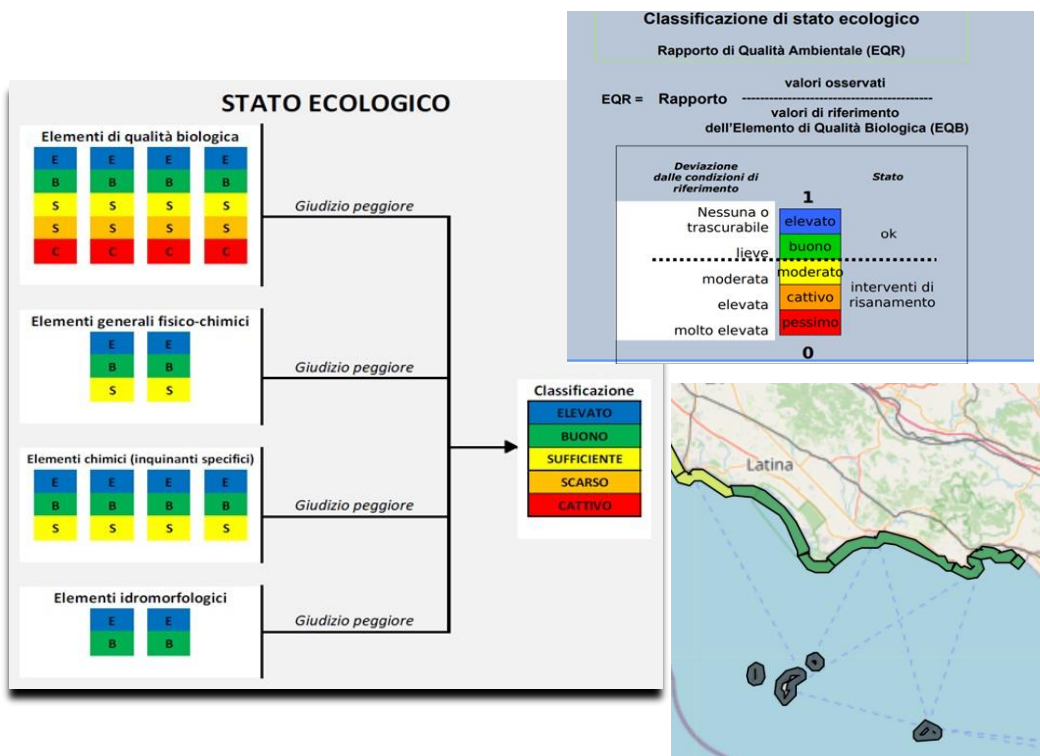 STATO ECOLOGICO
Elementi di qualità biologica
E E E E
B B B B
S S S S
S S S S
C C C C
Giudizio peggiore
Elementi generali fisico-chimici
E E
B B
S S
Giudizio peggiore
Elementi chimici (inquinanti specifici)
E E E E
B B B B
S S S S
Giudizio peggiore
Elementi idromorfologici
E E
B B
Giudizio peggiore
Classificazione
ELEVATO
BUONO
SUFFICIENTE
SCARSO
CATTIVO
Classificazione di stato ecologico
Rapporto di Qualità Ambientale (EQR)
valori osservati
EQR = Rapporto
valori di riferimento
dell'Elemento di Qualità Biologica (EQB)
Deviazione
dalle condizioni di
riferimento
Stato
1
Nessuna o
trascurabile
elevato
ok
lieve
buono
moderata
moderato
interventi di
risanamento
elevata
cattivo
molto elevata
pessimo
0
Latina